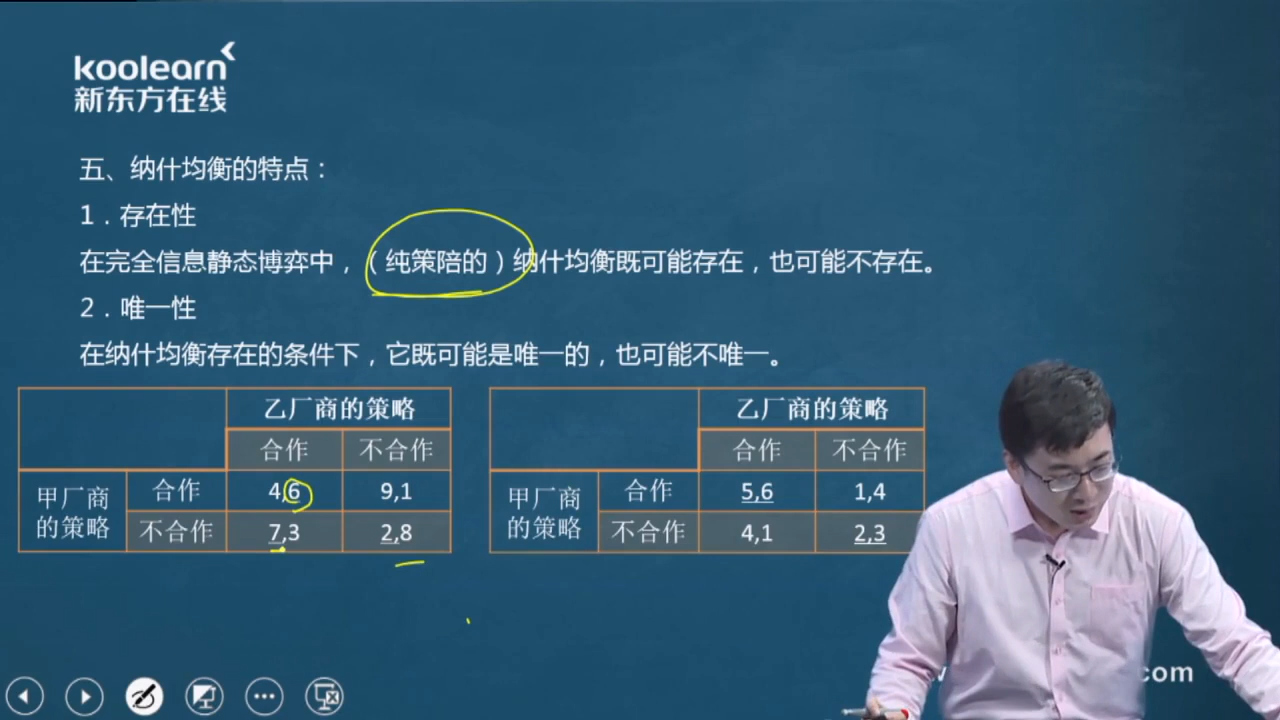 koolearn
新东方在线
五、纳什均衡的特点：
1．存在性
在完全信息静态博弈中，（纯策陪的）纳什均衡既可能存在，也可能不存在。
2．唯一性
在纳什均衡存在的条件下，它既可能是唯一的，也可能不唯一。
乙厂商的策略
合作 不合作
甲厂商的策略 合作 4,6 9,1
不合作 7,3 2,8
乙厂商的策略
合作 不合作
甲厂商的策略 合作 5,6 1,4
不合作 4,1 2,3
com